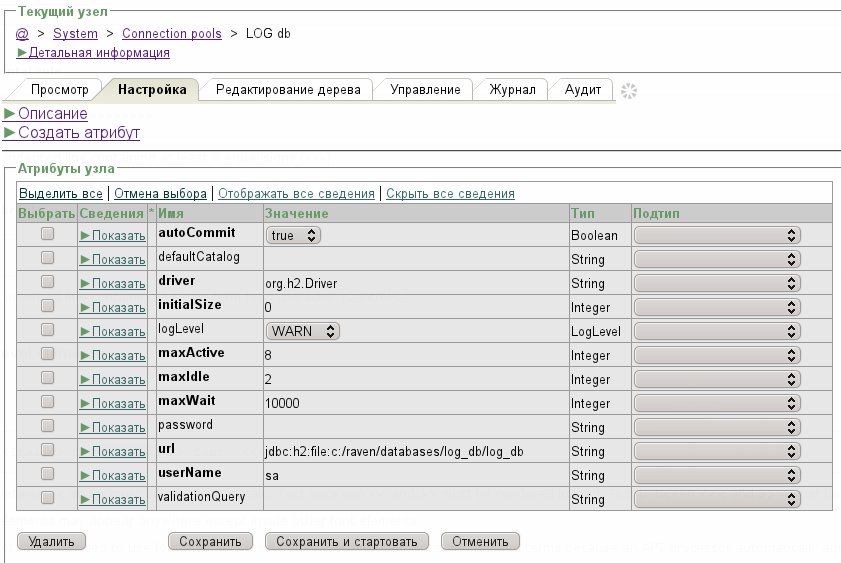 Текущий узел
@ > System > Connection pools > LOG db
▶Детальная информация
Просмотр Настройка Редактирование дерева Управление Журнал Аудит
▶Описание
▶Создать атрибут
Атрибуты узла
Выделить все | Отмена выбора | Отображать все сведения | Скрыть все сведения
Выбрать Сведения * Имя Значение Тип Подтип
▶Показать autoCommit true Boolean
▶Показать defaultCatalog String
▶Показать driver org.h2.Driver String
▶Показать initialSize 0 Integer
▶Показать logLevel WARN LogLevel
▶Показать maxActive 8 Integer
▶Показать maxIdle 2 Integer
▶Показать maxWait 10000 Integer
▶Показать password String
▶Показать url jdbc:h2:file:c:/raven/databases/log_db/log_db String
▶Показать userName sa String
▶Показать validationQuery String
Удалить Сохранить Сохранить и стартовать Отменить